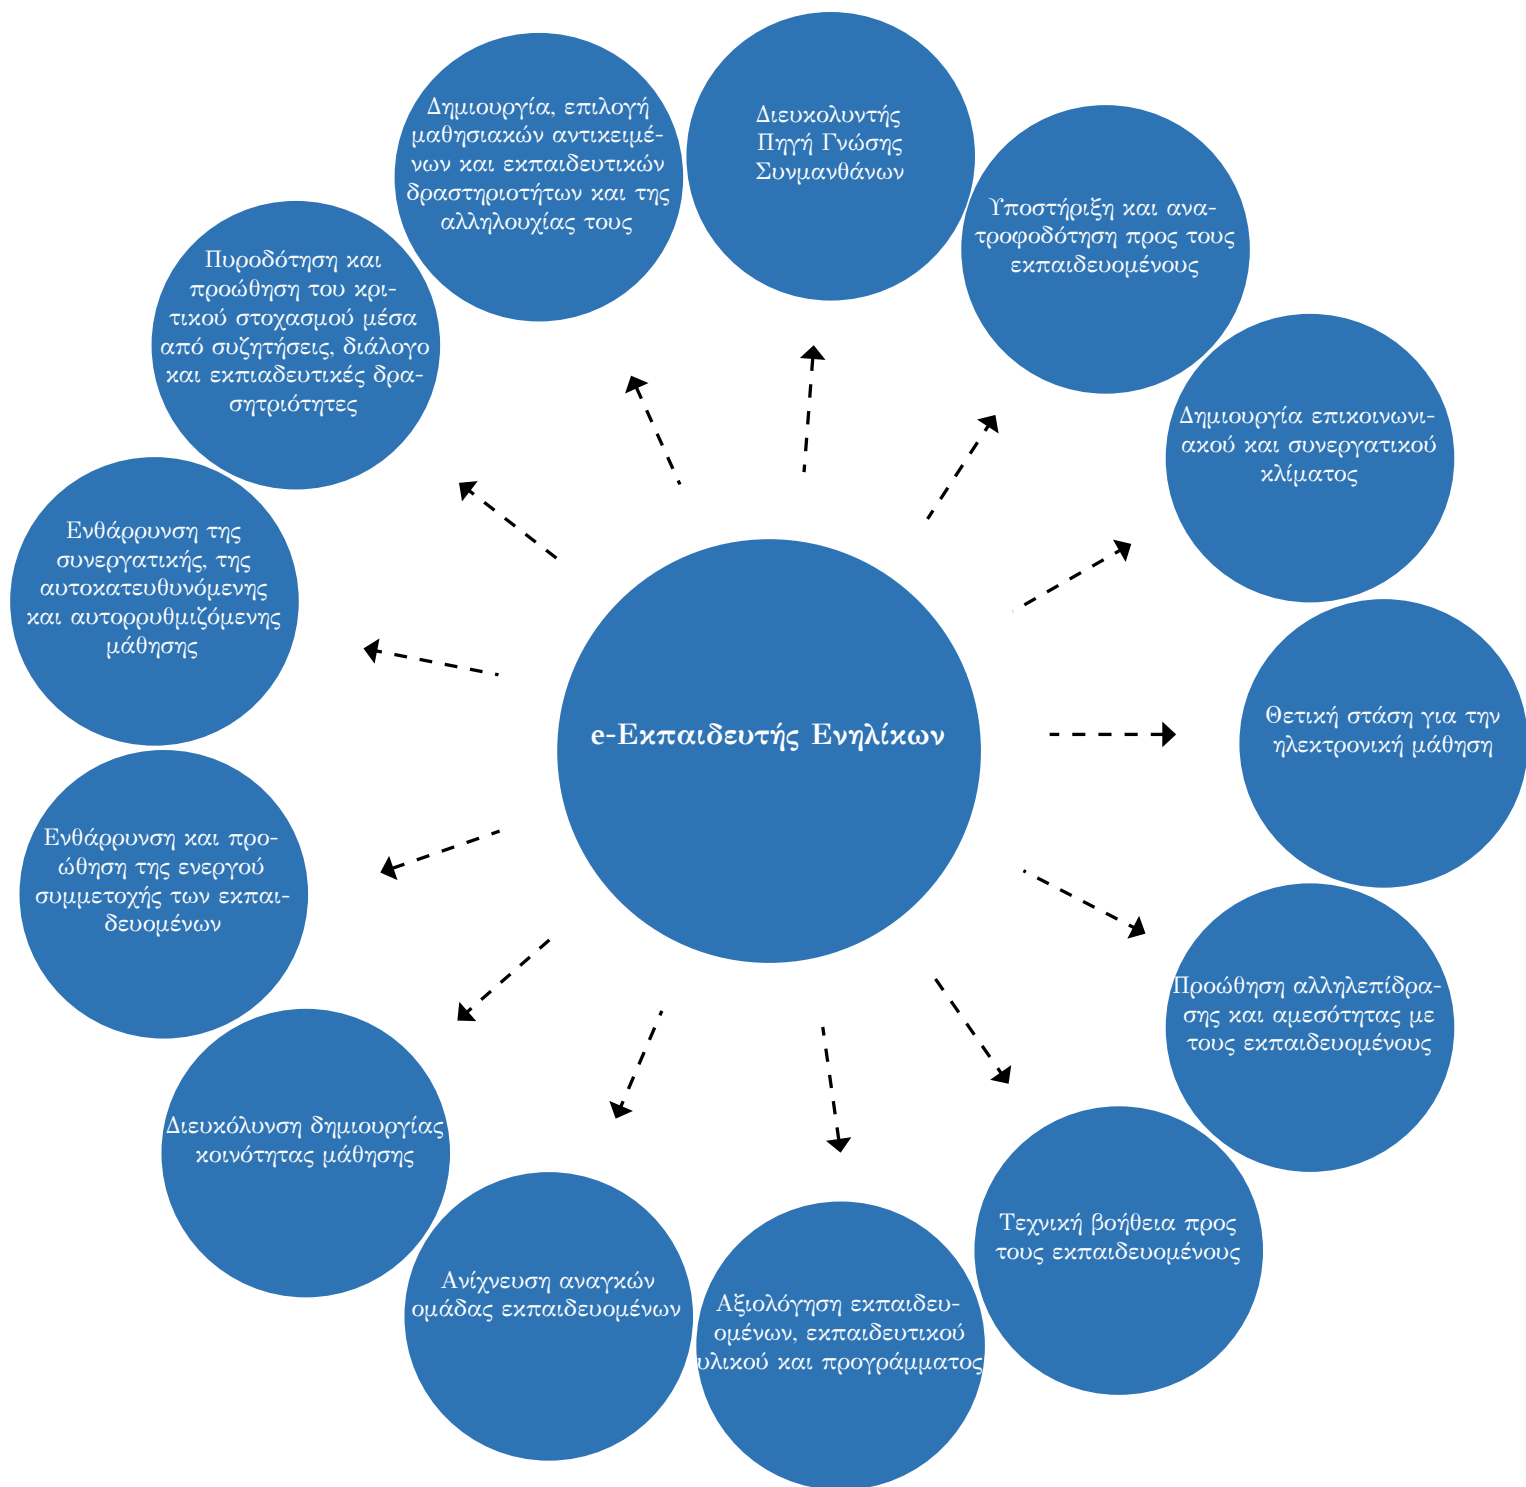 Διευκολυντής
Πηγή Γνώσης
Συνμανθάνων
Υποστήριξη και ανα-
τροφοδότηση προς τους
εκπαιδευομένους
Δημιουργία επικοινωνι-
ακού και συνεργατικού
κλίματος
Θετική στάση για την
ηλεκτρονική μάθηση
Προώθηση αλληλεπίδρα-
σης και αμεσότητας με
τους εκπαιδευομένους
Τεχνική βοήθεια προς
τους εκπαιδευομένους
Αξιολόγηση εκπαιδευ-
ομένων, εκπαιδευτικού
υλικού και προγράμματος
Ανίχνευση αναγκών
ομάδας εκπαιδευομένων
Διευκόλυνση δημιουργίας
κοινότητας μάθησης
Ενθάρρυνση και προ-
ώθηση της ενεργού
συμμετοχής των εκπαι-
δευομένων
Ενθάρρυνση της
συνεργατικής, της
αυτοκατευθυνόμενης
και αυτορρυθμιζόμενης
μάθησης
Πυροδότηση και
προώθηση του κρι-
τικού στοχασμού μέσα
από συζητήσεις, διάλογο
και εκπιαδευτικές δρα-
σητριότητες
Δημιουργία, επιλογή
μαθησιακών αντικειμέ-
νων και εκπαιδευτικών
δραστηριοτήτων και της
αλληλουχίας τους
e-Εκπαιδευτής Ενηλίκων